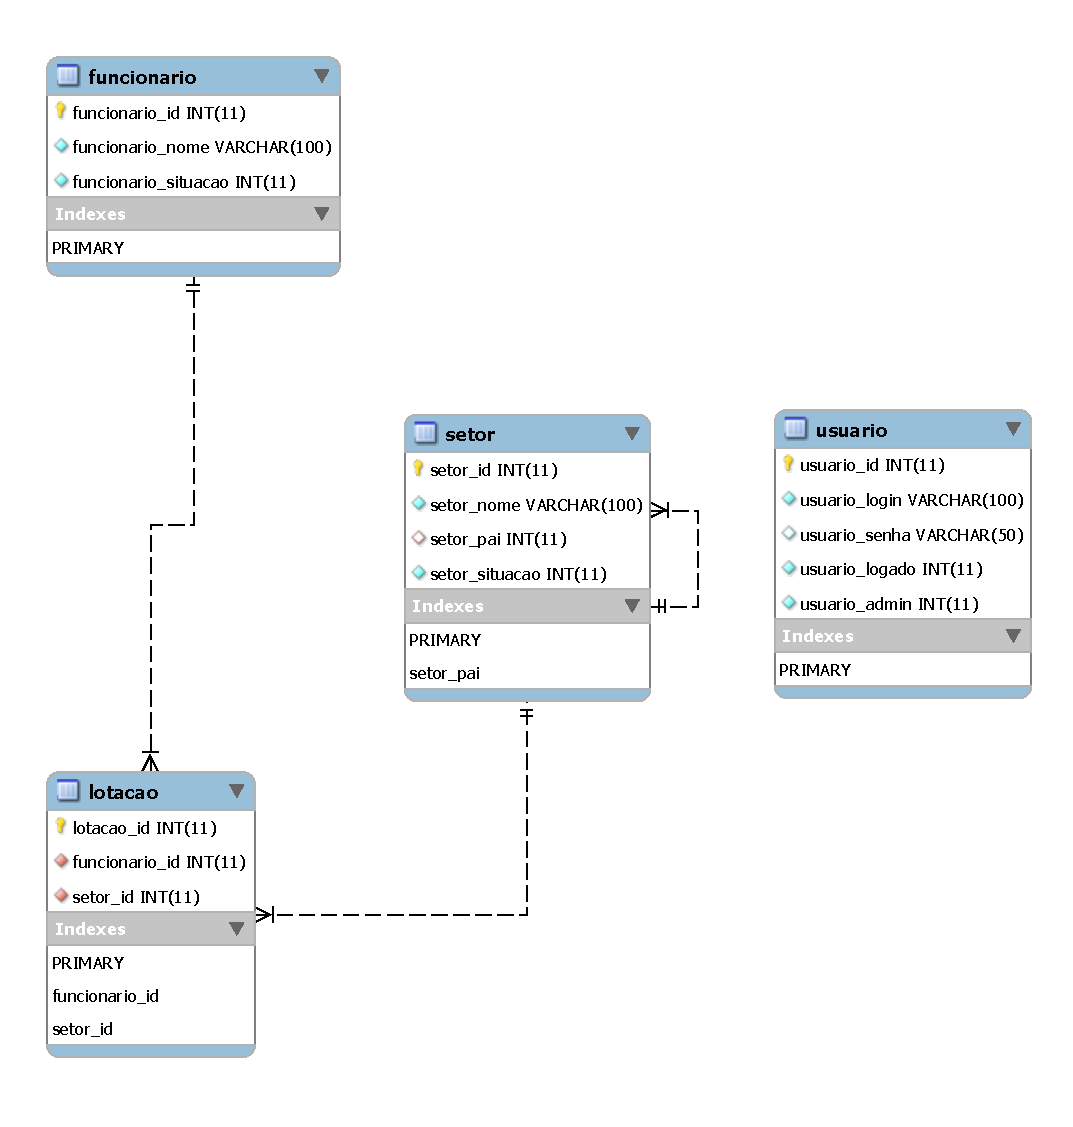 funcionario
funcionario_id INT(11)
funcionario_nome VARCHAR(100)
funcionario_situacao INT(11)
Indexes
PRIMARY
setor
setor_id INT(11)
setor_nome VARCHAR(100)
setor_pai INT(11)
setor_situacao INT(11)
Indexes
PRIMARY
setor_pai
usuario
usuario_id INT(11)
usuario_login VARCHAR(100)
usuario_senha VARCHAR(50)
usuario_logado INT(11)
usuario_admin INT(11)
Indexes
PRIMARY
lotacao
lotacao_id INT(11)
funcionario_id INT(11)
setor_id INT(11)
Indexes
PRIMARY
funcionario_id
setor_id